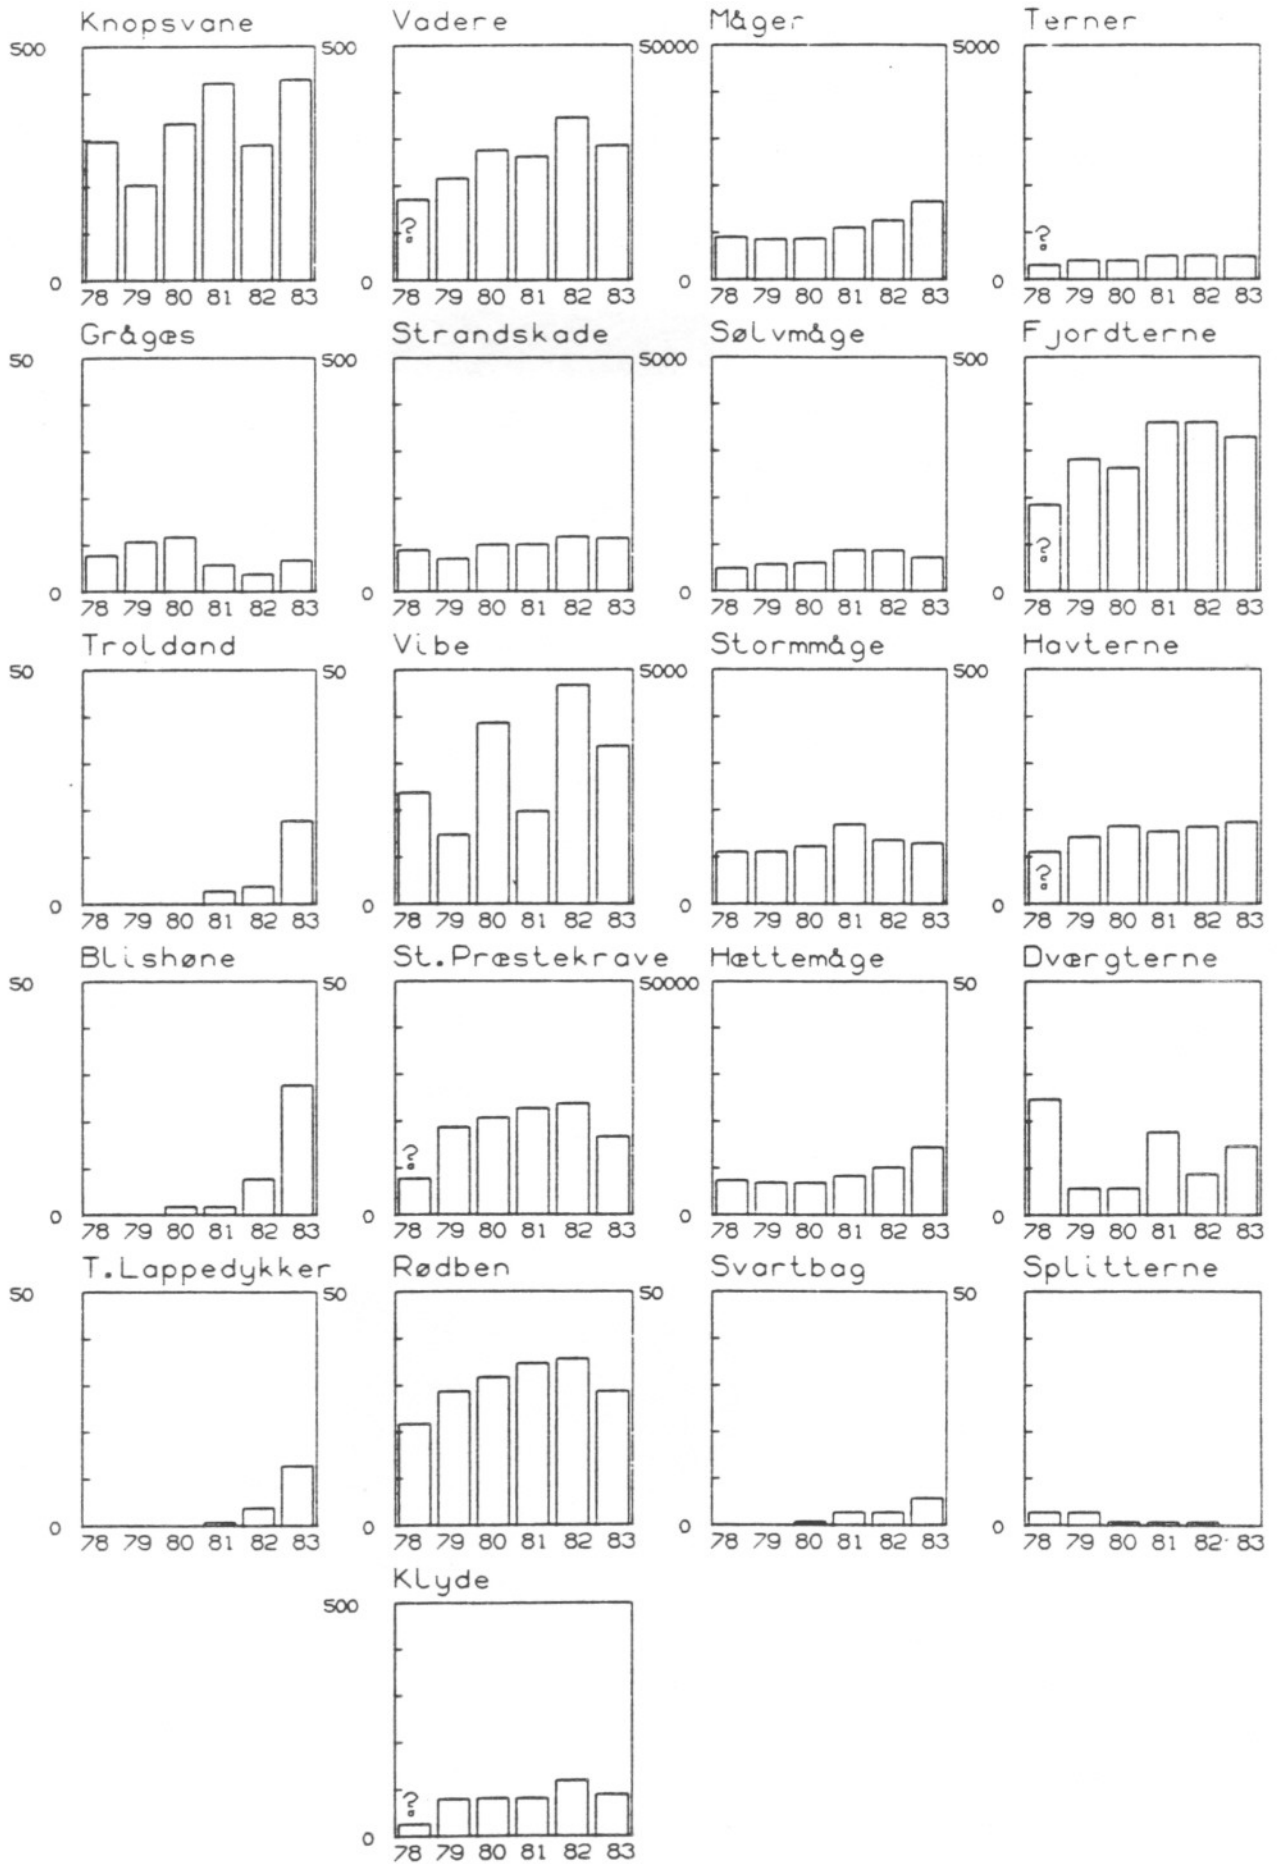 Knopsvane Vadere Måger Terner
500 500 50000 5000
?
?
0 0 0 0
78 79 80 81 82 83 78 79 80 81 82 83 78 79 80 81 82 83 78 79 80 81 82 83
Grågæs Strandskade Sølvmåge Fjordterne
50 500 5000 500
?
0 0 0 0
78 79 80 81 82 83 78 79 80 81 82 83 78 79 80 81 82 83 78 79 80 81 82 83
Troldand Vibe Stormmåge Havterne
50 50 5000 500
?
0 0 0 0
78 79 80 81 82 83 78 79 80 81 82 83 78 79 80 81 82 83 78 79 80 81 82 83
Blishøne St.Præstekrave Hættemåge Dværgterne
50 50 50000 50
?
0 0 0 0
78 79 80 81 82 83 78 79 80 81 82 83 78 79 80 81 82 83 78 79 80 81 82 83
T.Lappedykker Rødben Svartbag Splitterne
50 50 50 50
0 0 0 0
78 79 80 81 82 83 78 79 80 81 82 83 78 79 80 81 82 83 78 79 80 81 82 83
Klyde
500
?
0
78 79 80 81 82 83